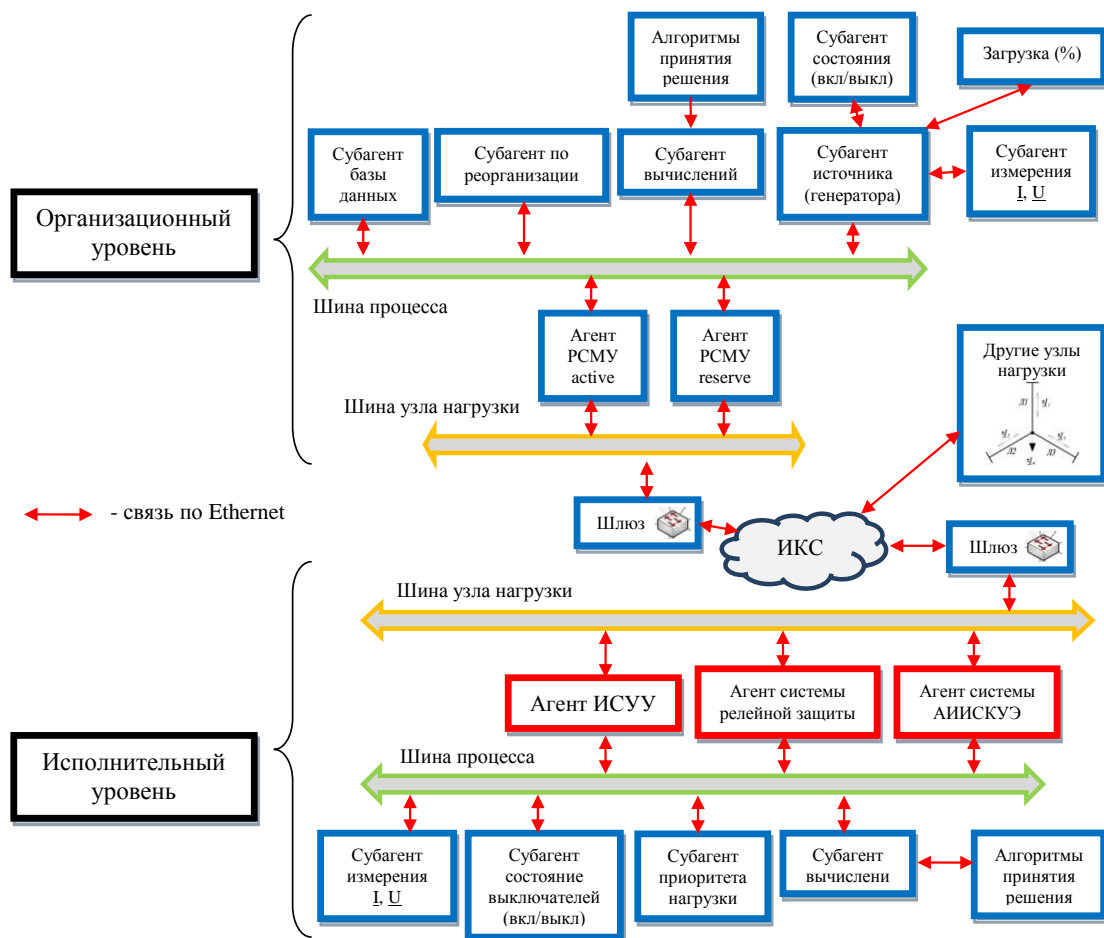 Алгоритмы
принятия
решения
Субагент
состояния
(вкл/выкл)
Загрузка (%)
Субагент
базы
данных
Субагент по
реорганизации
Субагент
вычислений
Субагент
источника
(генератора)
Субагент
измерения
I, U
Организационный
уровень
Шина процесса
Агент
РСМУ
active
Агент
РСМУ
reserve
Другие узлы
нагрузки
Л1
Л2
Л3
Шина узла нагрузки
- связь по Ethernet
Шлюз
ИКС
Шлюз
Шина узла нагрузки
Агент ИСУУ
Агент системы
релейной защиты
Агент системы
АИИСКУЭ
Исполнительный
уровень
Шина процесса
Субагент
измерения
I, U
Субагент
состояние
выключателей
(вкл/выкл)
Субагент
приоритета
нагрузки
Субагент
вычислени
Алгоритмы
принятия
решения